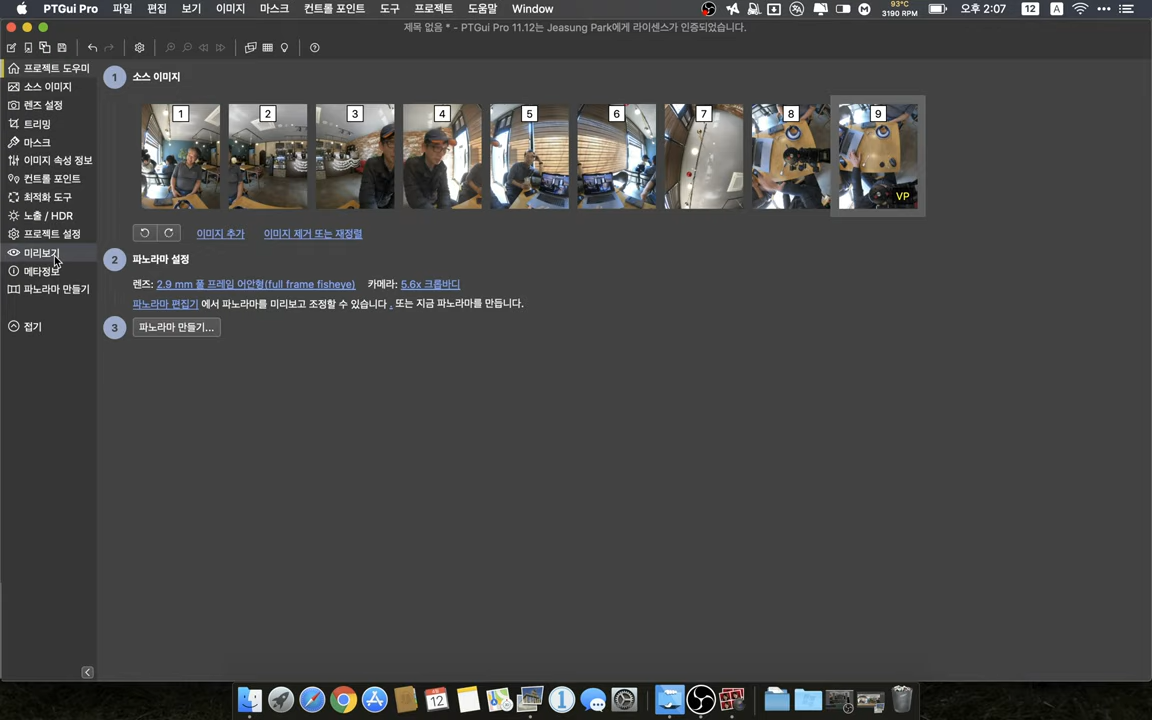 PTGui Pro 파일 편집 보기 이미지 마스크 컨트롤 포인트 도구 프로젝트 도움말 Window 93°C 3190 RPM 오후 2:07 12 A
제목 없음 * - PTGui Pro 11.12는 Jeasung Park에게 라이센스가 인증되었습니다.
프로젝트 도우미
소스 이미지
렌즈 설정
트리밍
마스크
이미지 속성 정보
컨트롤 포인트
최적화 도구
노출 / HDR
프로젝트 설정
미리보기
메타정보
파노라마 만들기
접기
1 소스 이미지
1 2 3 4 5 6 7 8 9
VP
이미지 추가 이미지 제거 또는 재정렬
2 파노라마 설정
렌즈: 2.9 mm 풀 프레임 어안형(full frame fisheye) 카메라: 5.6x 크롭바디
파노라마 편집기 에서 파노라마를 미리보고 조정할 수 있습니다 . 또는 지금 파노라마를 만듭니다.
3 파노라마 만들기...
12